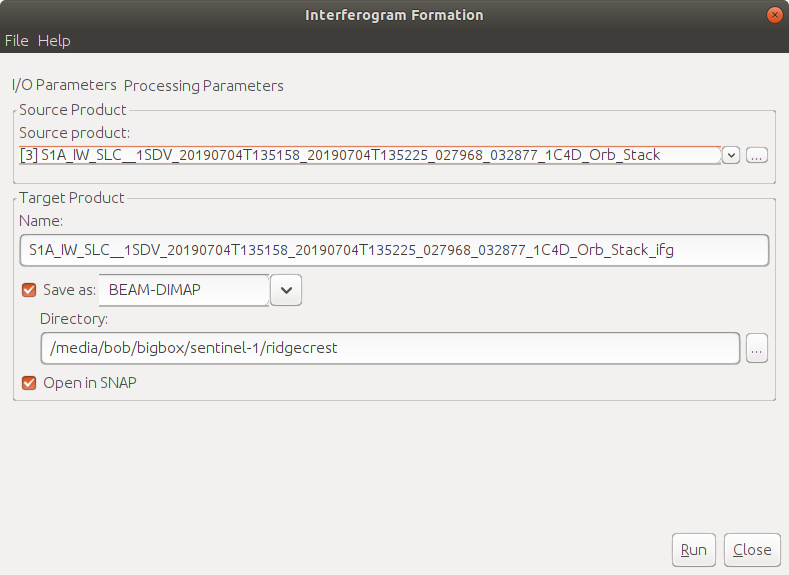 Interferogram Formation
File Help
I/O Parameters Processing Parameters
Source Product
Source product:
[3] S1A_IW_SLC__1SDV_20190704T135158_20190704T135225_027968_032877_1C4D_Orb_Stack
...
Target Product
Name:
S1A_IW_SLC__1SDV_20190704T135158_20190704T135225_027968_032877_1C4D_Orb_Stack_ifg
Save as: BEAM-DIMAP
Directory:
/media/bob/bigbox/sentinel-1/ridgecrest
...
Open in SNAP
Run Close